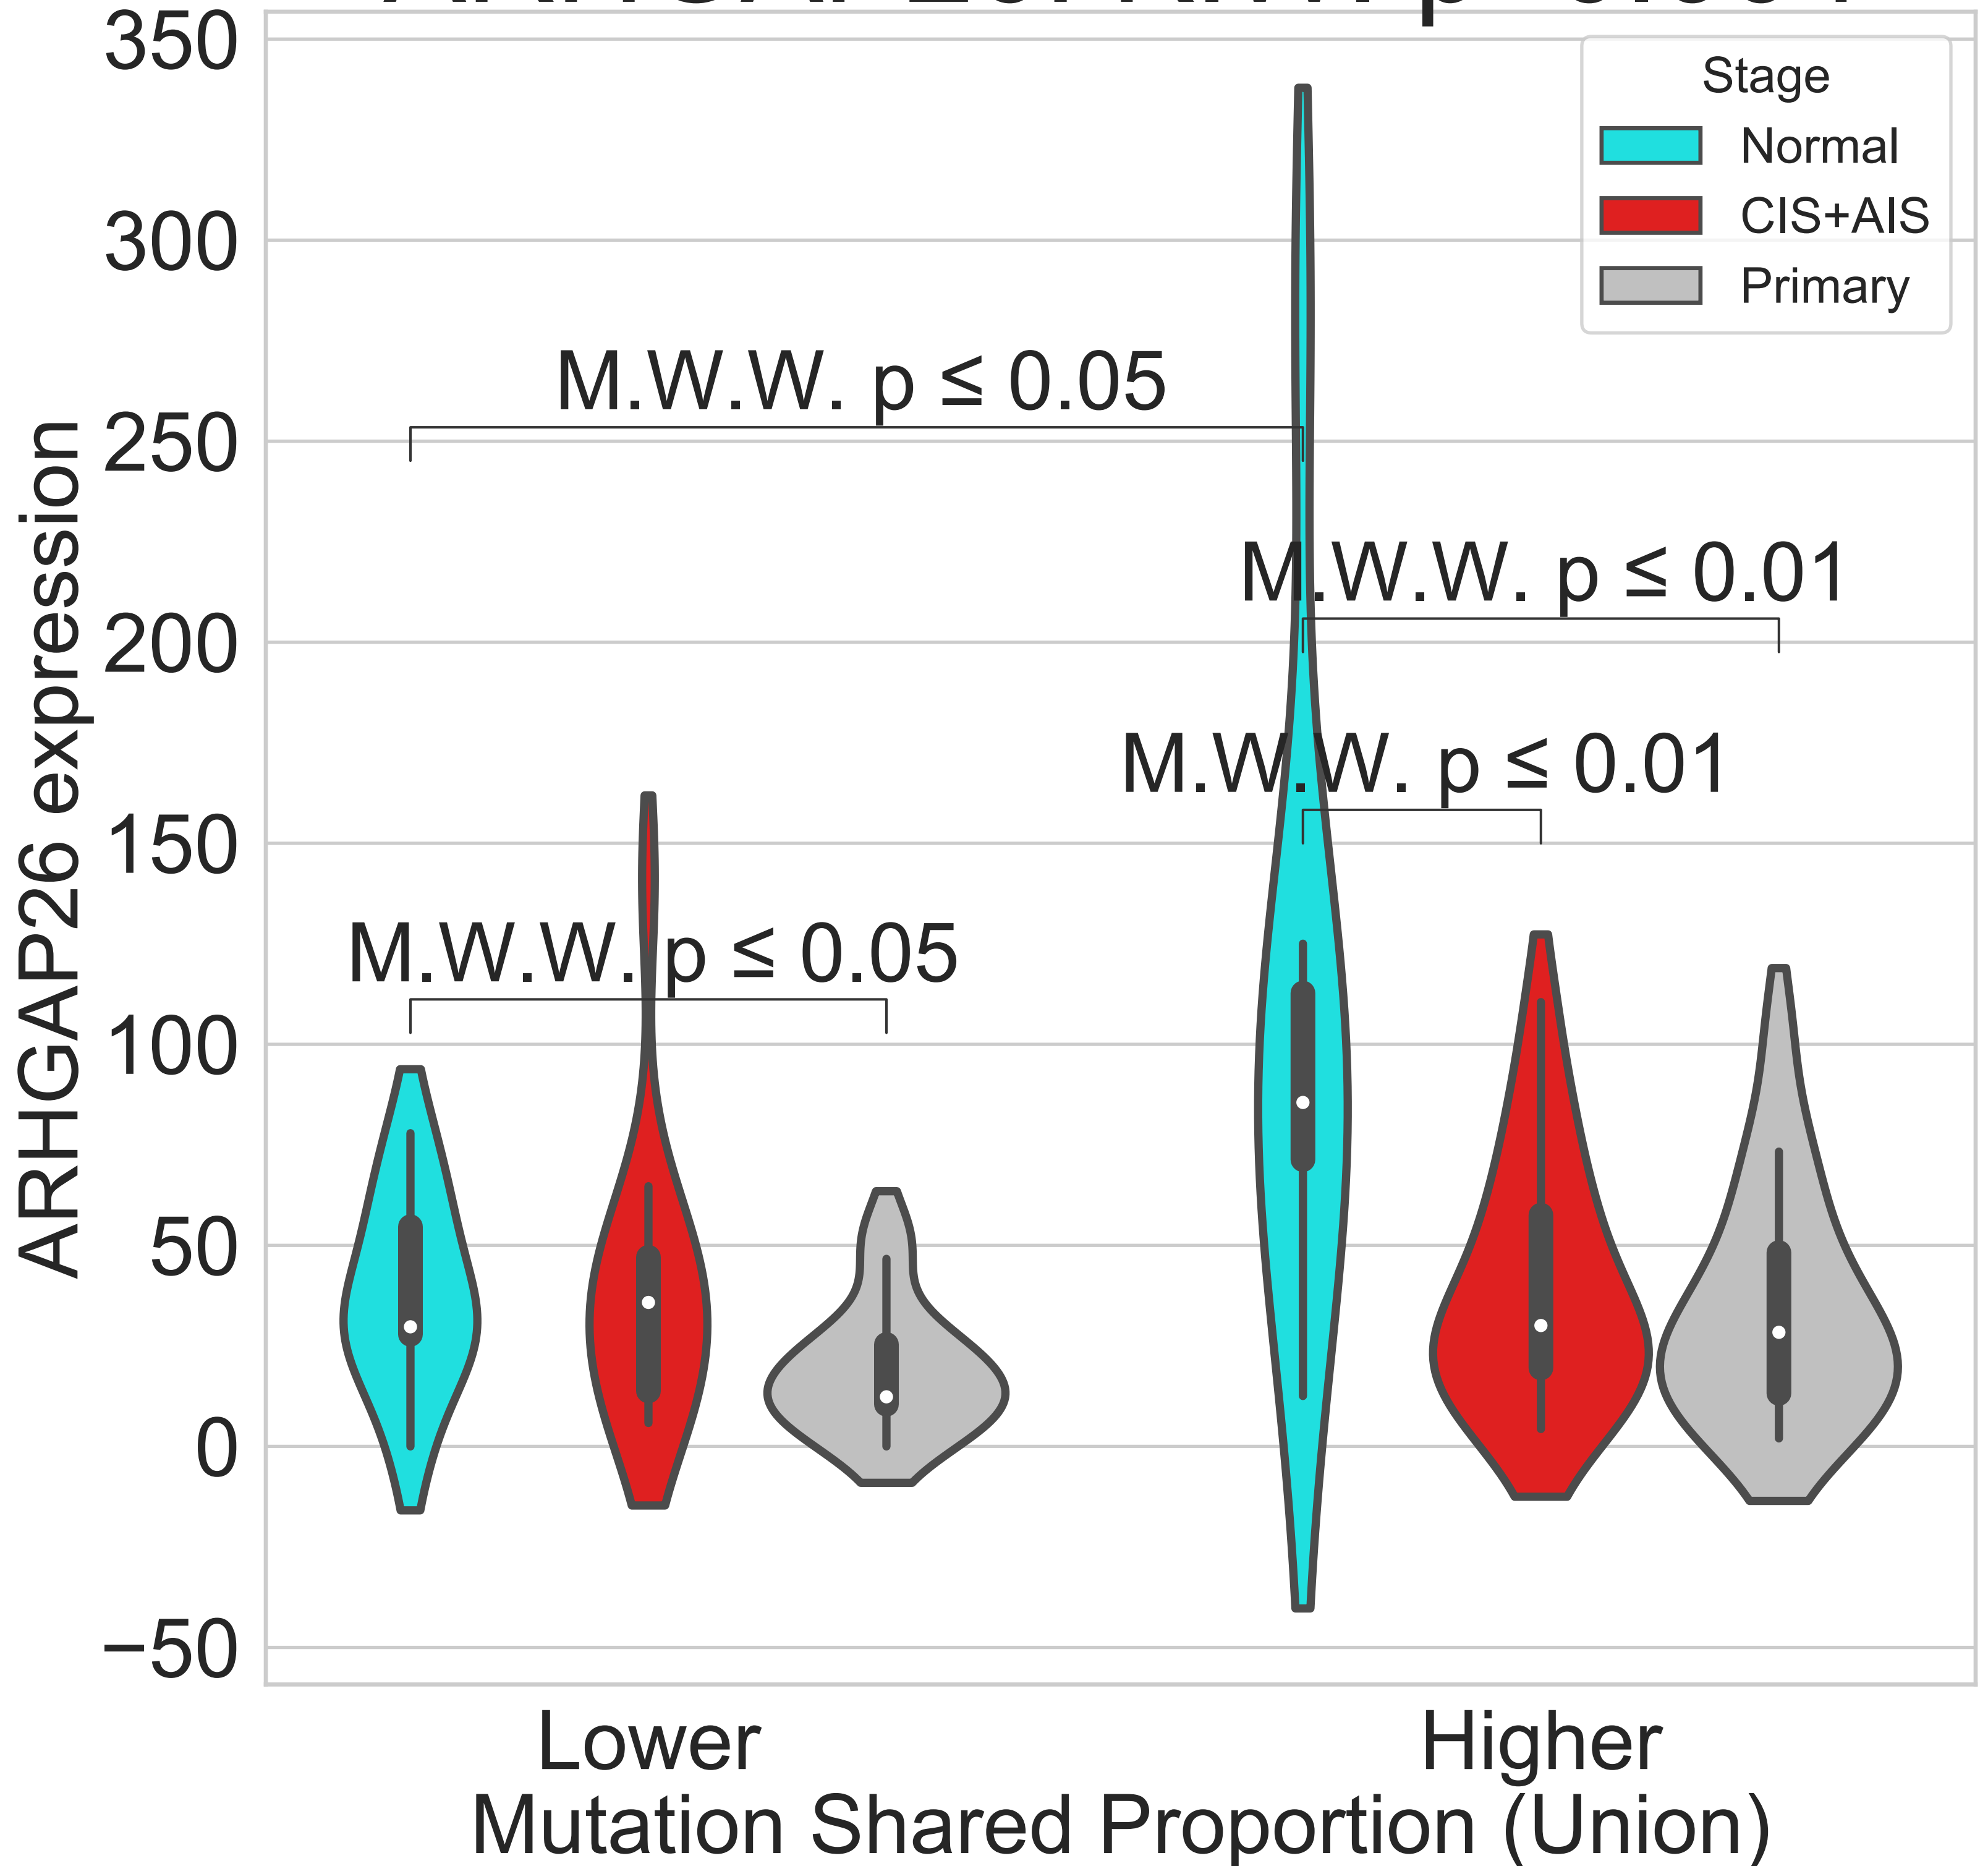 350
300
250
200
150
100
50
0
−50
ARHGAP26 expression
Stage
Normal
CIS+AIS
Primary
M.W.W. p ≤ 0.05
M.W.W. p ≤ 0.01
M.W.W. p ≤ 0.01
M.W.W. p ≤ 0.05
Lower
Higher
Mutation Shared Proportion (Union)